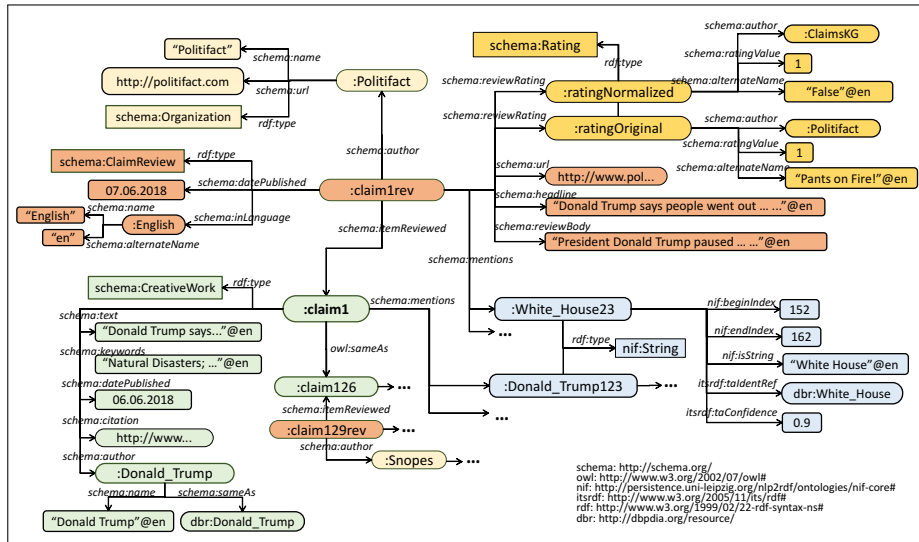 "Politifact"
schema:name
http://politifact.com
schema:url
:Politifact
schema:Organization
rdf:type
schema:author
schema:Rating
rdf:type
schema:author
:ClaimsKG
schema:ratingValue
1
schema:reviewRating
schema:alternateName
:ratingNormalized
"False"@en
schema:reviewRating
:ratingOriginal
schema:author
:Politifact
schema:ratingValue
1
schema:alternateName
"Pants on Fire!"@en
schema:ClaimReview
rdf:type
07.06.2018
schema:datePublished
:claim1rev
schema:name
"English"
:English
schema:inLanguage
"en"
schema:alternateName
schema:itemReviewed
schema:url
http://www.pol...
schema:headline
"Donald Trump says people went out ... ..."@en
schema:reviewBody
"President Donald Trump paused ... ..."@en
schema:mentions
schema:CreativeWork
rdf:type
:claim1
schema:mentions
schema:text
"Donald Trump says..."@en
schema:keywords
"Natural Disasters; ..."@en
schema:datePublished
06.06.2018
schema:citation
http://www...
schema:author
:Donald_Trump
schema:name
schema:sameAs
"Donald Trump"@en
dbr:Donald_Trump
owl:sameAs
:claim126
...
schema:itemReviewed
:claim129rev
...
schema:author
:Snopes
...
:White_House23
...
rdf:type
nif:String
:Donald_Trump123
...
...
nif:beginIndex
152
nif:endIndex
162
nif:isString
"White House"@en
itsrdf:taIdentRef
dbr:White_House
itsrdf:taConfidence
0.9
schema: http://schema.org/
owl: http://www.w3.org/2002/07/owl#
nif: http://persistence.uni-leipzig.org/nlp2rdf/ontologies/nif-core#
itsrdf: http://www.w3.org/2005/11/its/rdf#
rdf: http://www.w3.org/1999/02/22-rdf-syntax-ns#
dbr: http://dbpdia.org/resource/